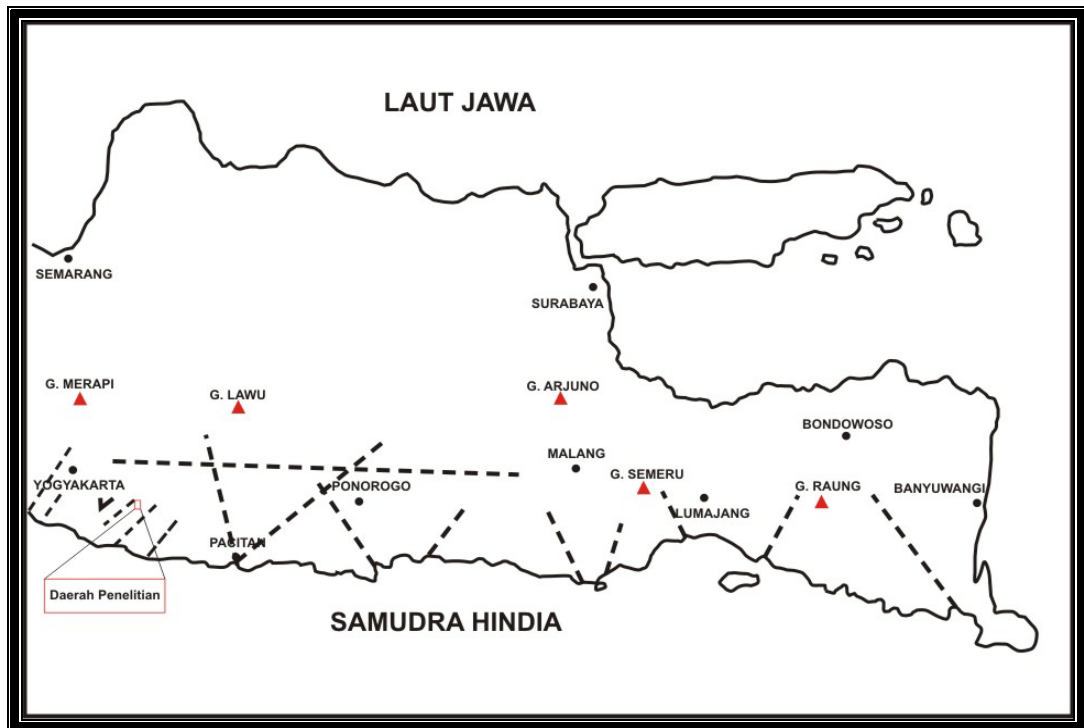 LAUT JAWA
SEMARANG
SURABAYA
G. MERAPI
G. LAWU
G. ARJUNO
BONDOWOSO
MALANG
G. SEMERU
YOGYAKARTA
PONOROGO
G. RAUNG
BANYUWANGI
LUMAJANG
PACITAN
Daerah Penelitian
SAMUDRA HINDIA